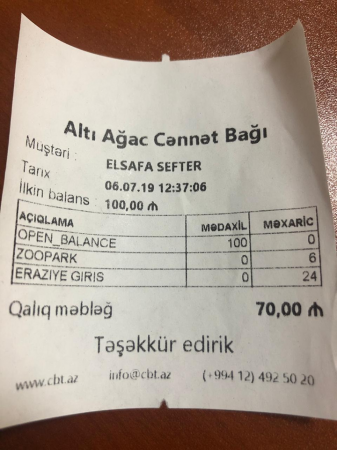 Altı Ağac Cənnət Bağı
Müştəri : ELSAFA SEFTER
Tarix 06.07.19 12:37:06
İlkin balans : 100,00 ₼
AÇIQLAMA MƏDAXİL MƏXARİC
OPEN_BALANCE 100 0
ZOOPARK 0 6
ERAZIYE GIRIS 0 24
Qalıq məbləğ 70,00 ₼
Təşəkkür edirik
www.cbt.az info@cbt.az (+994 12) 492 50 20